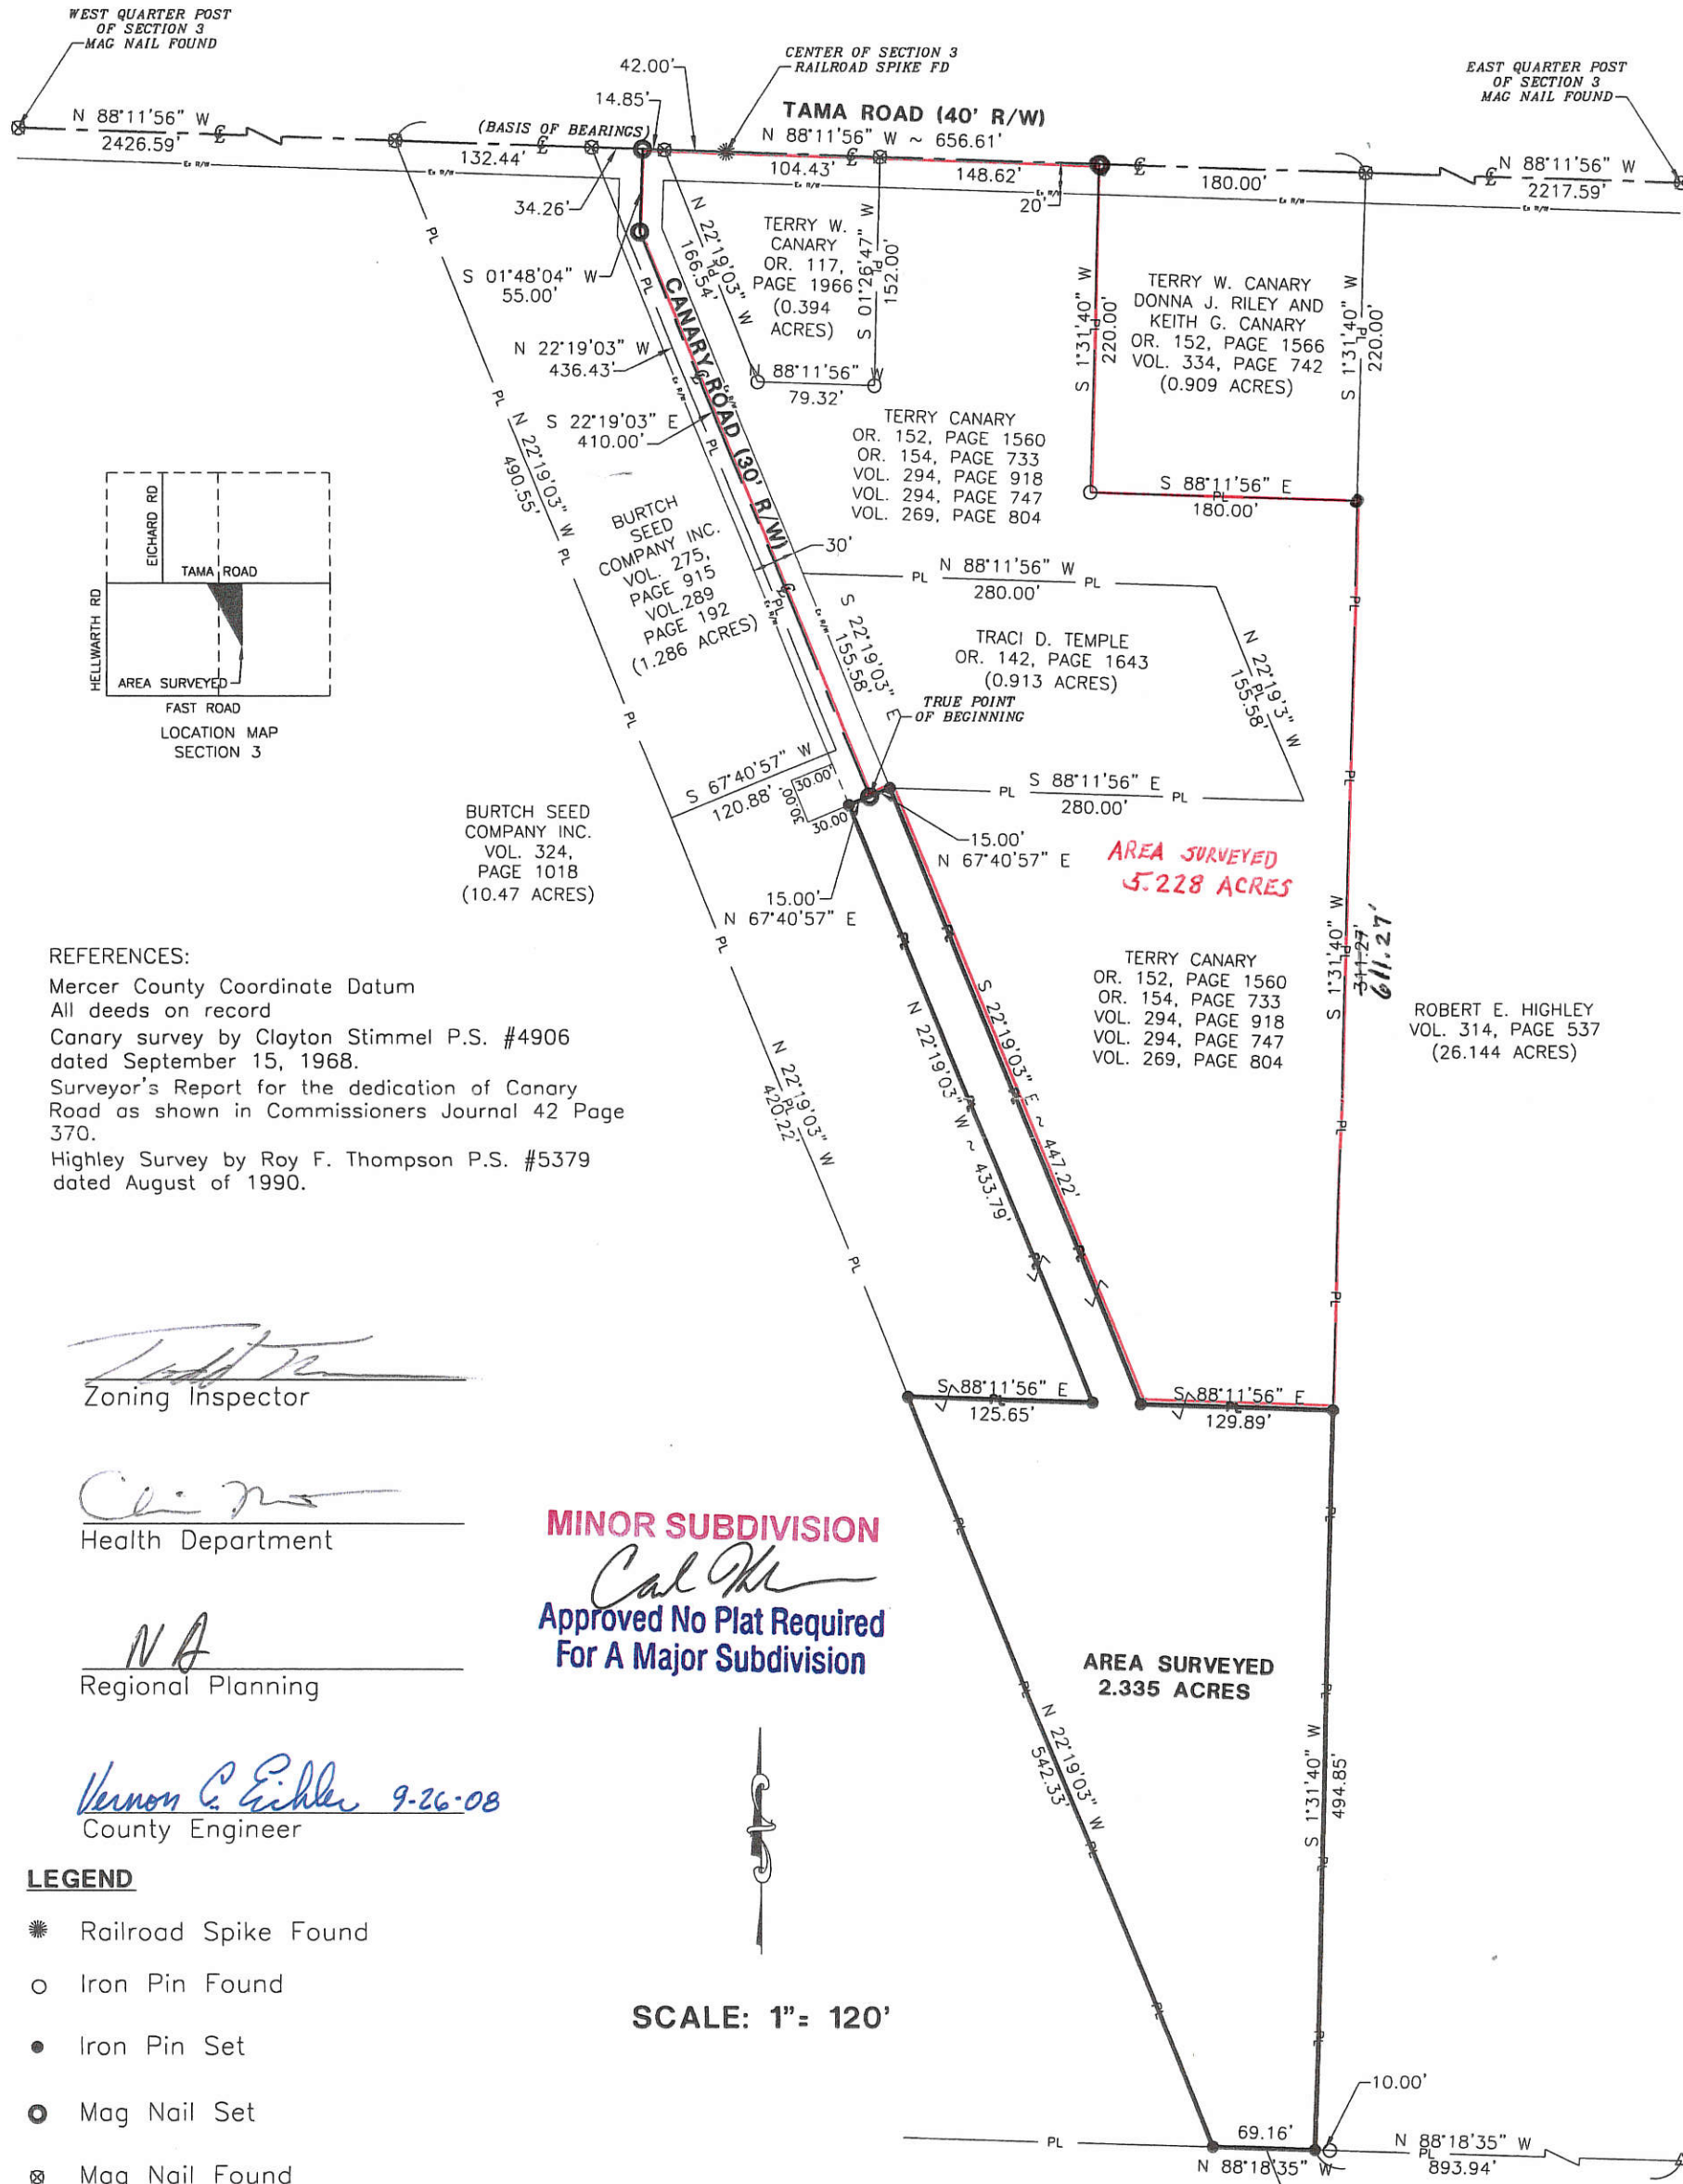 WEST QUARTER POST
OF SECTION 3
MAG NAIL FOUND
CENTER OF SECTION 3
RAILROAD SPIKE FD
EAST QUARTER POST
OF SECTION 3
MAG NAIL FOUND
42.00'
14.85'
TAMA ROAD (40' R/W)
N 88°11'56" W
2426.59'
(BASIS OF BEARINGS)
N 88°11'56" W ~ 656.61'
132.44'
104.43'
148.62'
180.00'
N 88°11'56" W
2217.59'
34.26'
20'
S 01°48'04" W
55.00'
N 22°19'03" W
166.54'
TERRY W.
CANARY
OR. 117,
PAGE 1966
(0.394
ACRES)
S 01°26'47" W
152.00'
N 88°11'56" W
79.32'
S 1°31'40" W
220.00'
TERRY W. CANARY
DONNA J. RILEY AND
KEITH G. CANARY
OR. 152, PAGE 1566
VOL. 334, PAGE 742
(0.909 ACRES)
S 1°31'40" W
220.00'
N 22°19'03" W
436.43'
S 22°19'03" E
410.00'
CANARY ROAD (30' R/W)
N 22°19'03" W
490.55'
TERRY CANARY
OR. 152, PAGE 1560
OR. 154, PAGE 733
VOL. 294, PAGE 918
VOL. 294, PAGE 747
VOL. 269, PAGE 804
S 88°11'56" E
180.00'
BURTCH
SEED
COMPANY INC.
VOL. 275,
PAGE 915
VOL.289
PAGE 192
(1.286 ACRES)
30'
PL N 88°11'56" W PL
280.00'
S 22°19'03" E
155.58'
TRACI D. TEMPLE
OR. 142, PAGE 1643
(0.913 ACRES)
N 22°19'3" W
PL
155.58'
TRUE POINT
OF BEGINNING
EICHARD RD
TAMA ROAD
HELLWARTH RD
AREA SURVEYED
FAST ROAD
LOCATION MAP
SECTION 3
S 67°40'57" W
120.88'
30.00'
30.00'
30.00'
PL S 88°11'56" E PL
280.00'
15.00'
N 67°40'57" E
15.00'
N 67°40'57" E
BURTCH SEED
COMPANY INC.
VOL. 324,
PAGE 1018
(10.47 ACRES)
AREA SURVEYED
5.228 ACRES
TERRY CANARY
OR. 152, PAGE 1560
OR. 154, PAGE 733
VOL. 294, PAGE 918
VOL. 294, PAGE 747
VOL. 269, PAGE 804
S 1°31'40" W
311.27'
611.27'
ROBERT E. HIGHLEY
VOL. 314, PAGE 537
(26.144 ACRES)
REFERENCES:
Mercer County Coordinate Datum
All deeds on record
Canary survey by Clayton Stimmel P.S. #4906
dated September 15, 1968.
Surveyor's Report for the dedication of Canary
Road as shown in Commissioners Journal 42 Page
370.
Highley Survey by Roy F. Thompson P.S. #5379
dated August of 1990.
N 22°19'03" W
PL
420.22'
N 22°19'03" W ~ 433.79'
S 22°19'03" E ~ 447.22'
S 88°11'56" E
125.65'
S 88°11'56" E
129.89'
Zoning Inspector
Health Department
NA
Regional Planning
Vernon C. Eichler 9-26-08
County Engineer
MINOR SUBDIVISION
Approved No Plat Required
For A Major Subdivision
AREA SURVEYED
2.335 ACRES
N 22°19'03" W
542.33'
S 1°31'40" W
494.85'
LEGEND
Railroad Spike Found
Iron Pin Found
Iron Pin Set
Mag Nail Set
Mag Nail Found
SCALE: 1"= 120'
10.00'
PL
69.16'
N 88°18'35" W
N 88°18'35" W
PL
893.94'